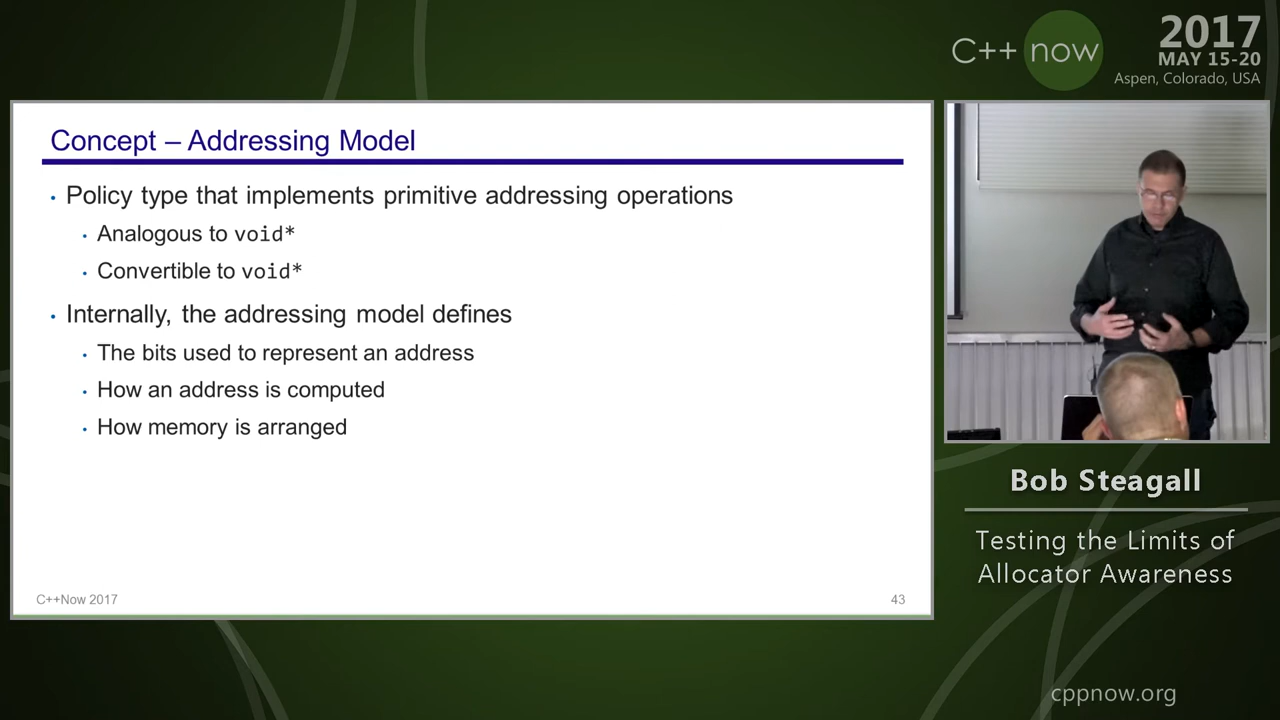 C++ now
2017
MAY 15-20
Aspen, Colorado, USA
Concept – Addressing Model
· Policy type that implements primitive addressing operations
· Analogous to void*
· Convertible to void*
· Internally, the addressing model defines
· The bits used to represent an address
· How an address is computed
· How memory is arranged
C++Now 2017
43
Bob Steagall
Testing the Limits of
Allocator Awareness
cppnow.org